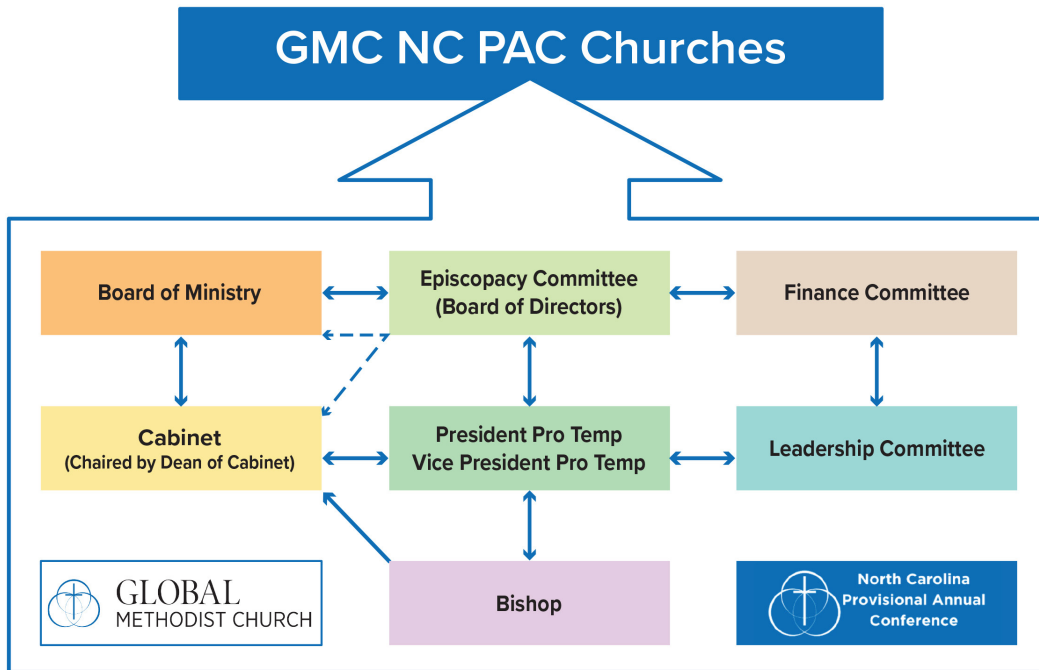 GMC NC PAC Churches
Board of Ministry
Episcopacy Committee
(Board of Directors)
Finance Committee
Cabinet
(Chaired by Dean of Cabinet)
President Pro Temp
Vice President Pro Temp
Leadership Committee
GLOBAL
METHODIST CHURCH
Bishop
North Carolina
Provisional Annual
Conference